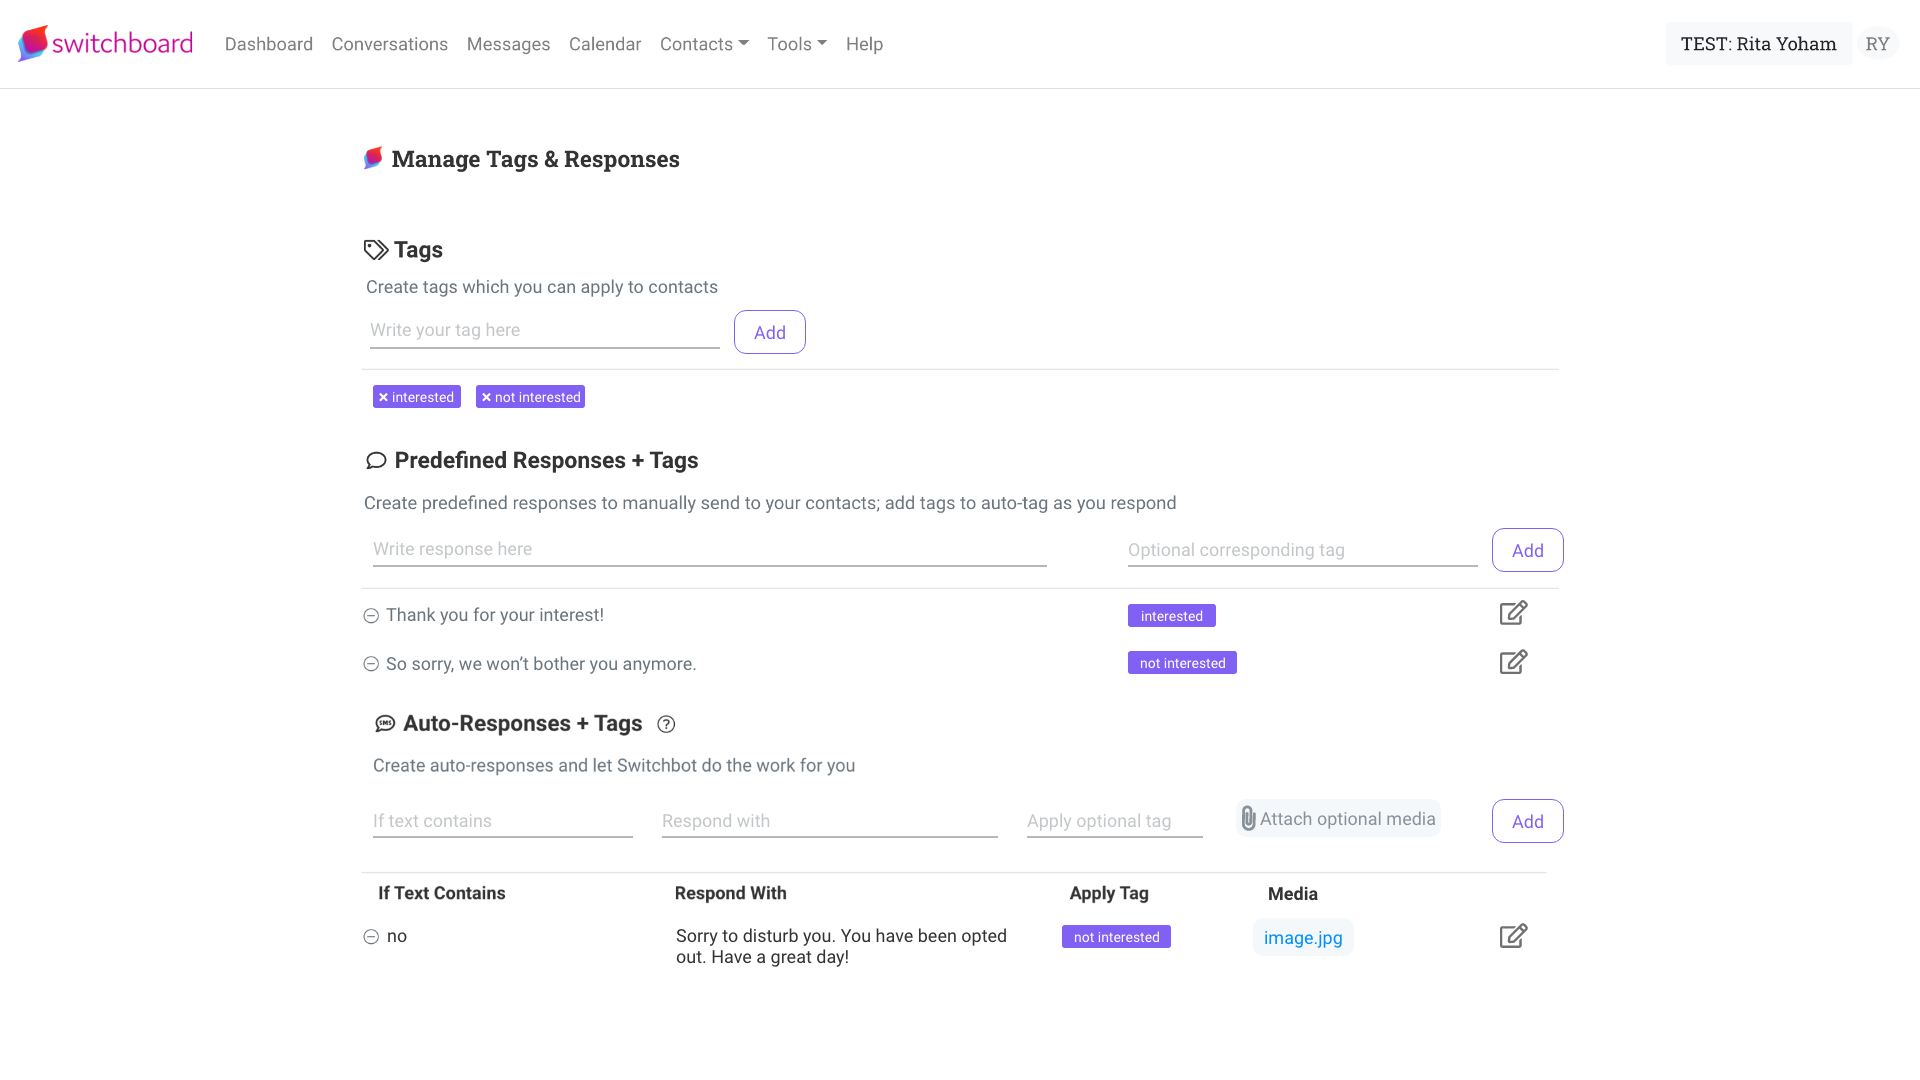 switchboard
Dashboard
Conversations
Messages
Calendar
Contacts
Tools
Help
TEST: Rita Yoham
RY
Manage Tags & Responses
Tags
Create tags which you can apply to contacts
Write your tag here
Add
× interested
× not interested
Predefined Responses + Tags
Create predefined responses to manually send to your contacts; add tags to auto-tag as you respond
Write response here
Optional corresponding tag
Add
Thank you for your interest!
interested
So sorry, we won’t bother you anymore.
not interested
SMS
Auto-Responses + Tags
?
Create auto-responses and let Switchbot do the work for you
If text contains
Respond with
Apply optional tag
Attach optional media
Add
If Text Contains
Respond With
Apply Tag
Media
no
Sorry to disturb you. You have been opted
out. Have a great day!
not interested
image.jpg